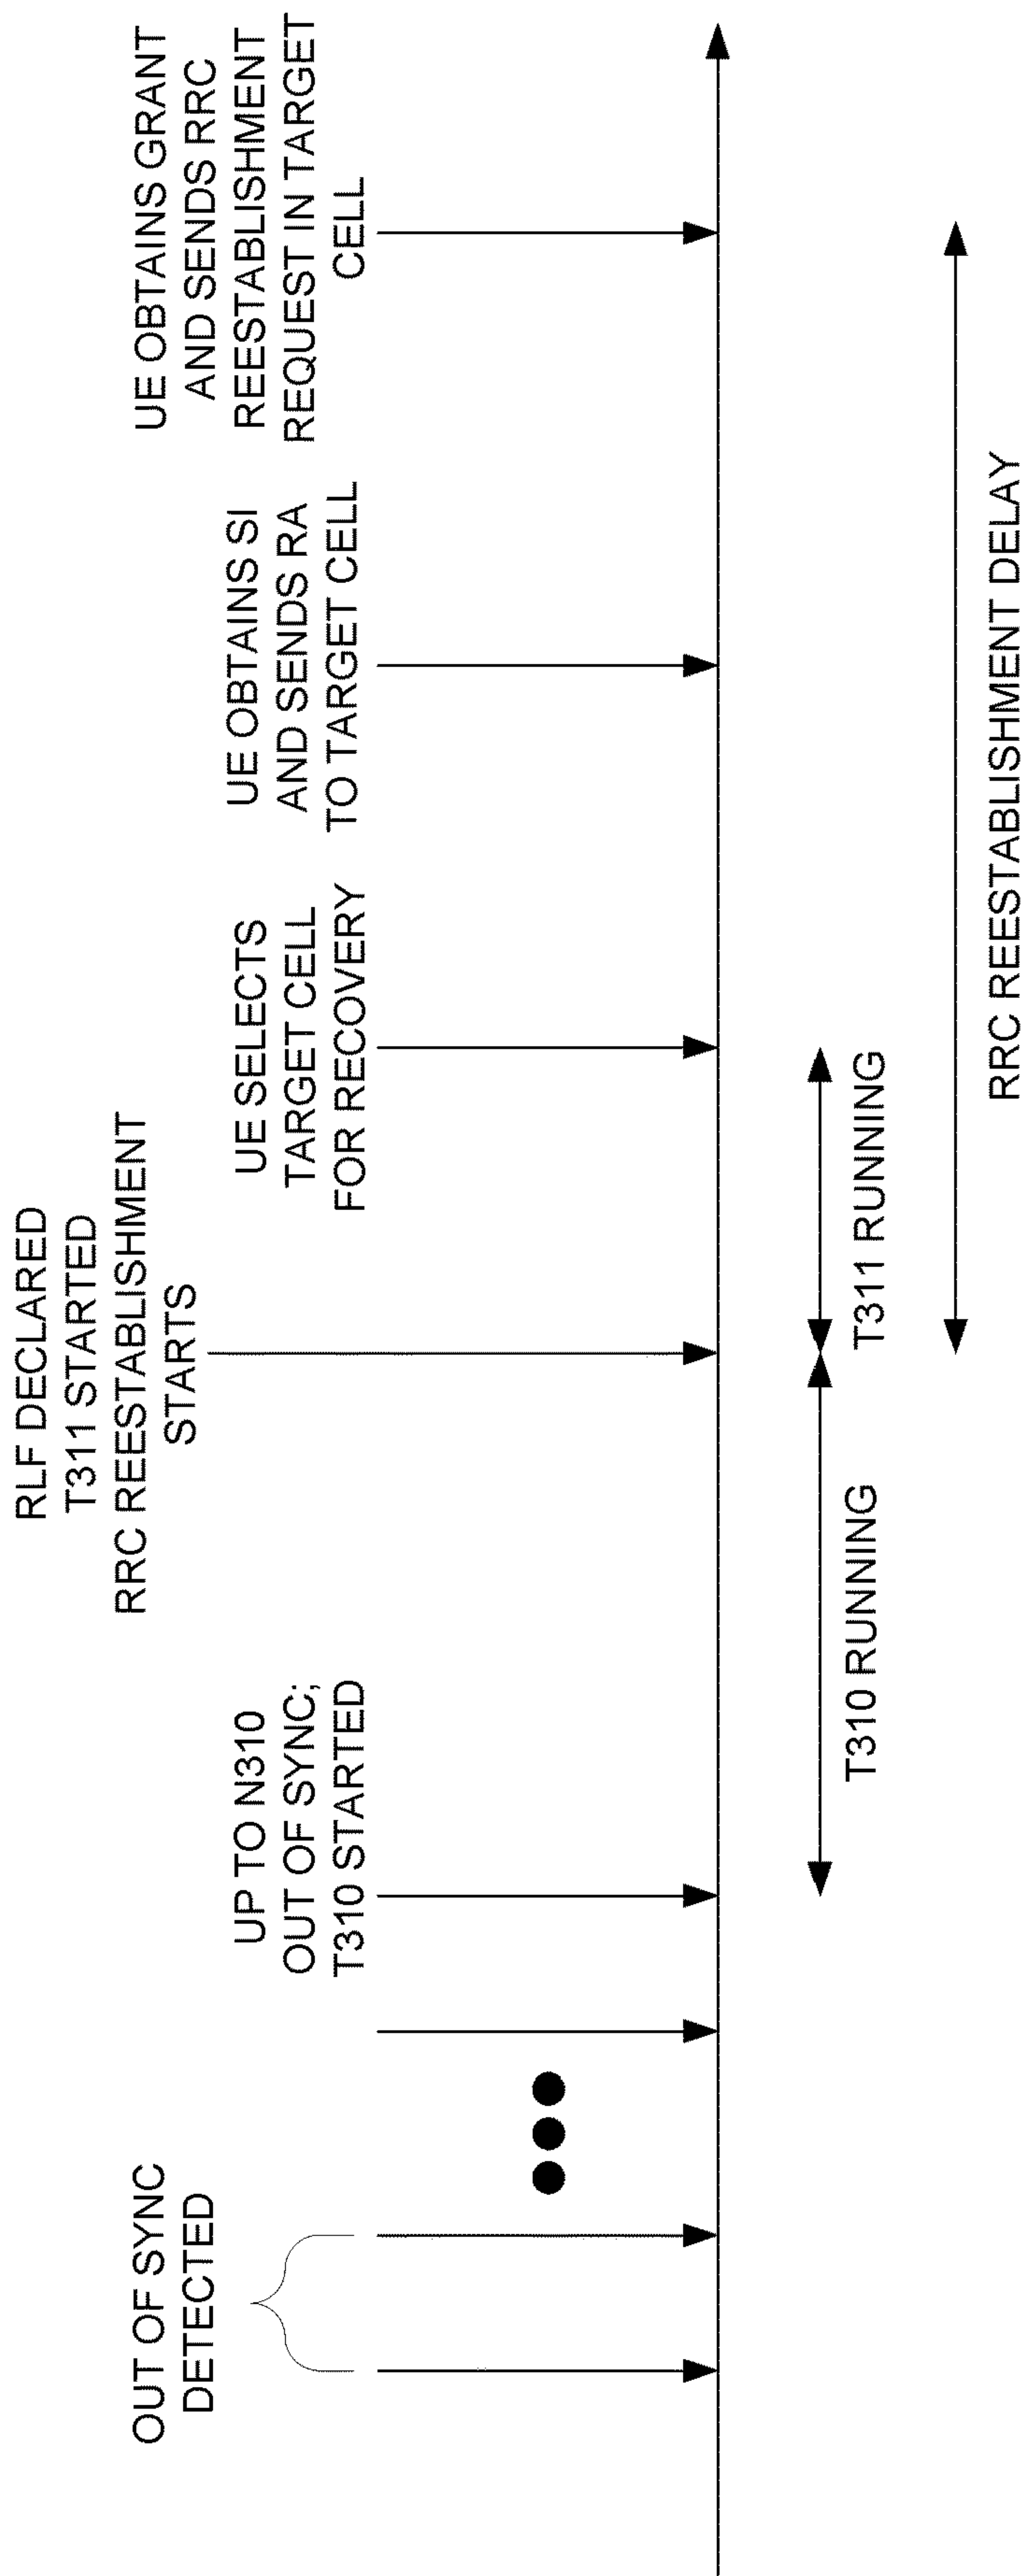 OUT OF SYNC
DETECTED
UP TO N310
OUT OF SYNC;
T310 STARTED
RLF DECLARED
T311 STARTED
RRC REESTABLISHMENT
STARTS
UE SELECTS
TARGET CELL
FOR RECOVERY
UE OBTAINS SI
AND SENDS RA
TO TARGET CELL
UE OBTAINS GRANT
AND SENDS RRC
REESTABLISHMENT
REQUEST IN TARGET
CELL
T310 RUNNING
T311 RUNNING
RRC REESTABLISHMENT DELAY